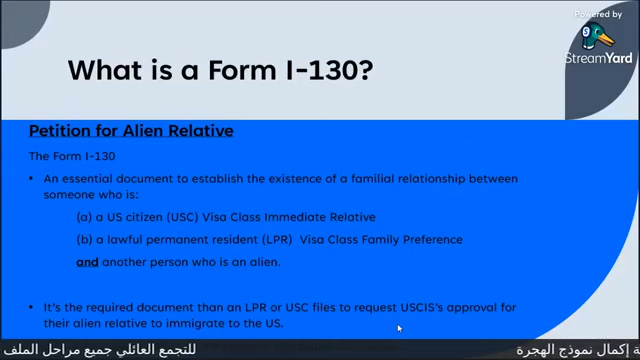 Powered by
StreamYard
What is a Form I-130?
Petition for Alien Relative
The Form I-130
• An essential document to establish the existence of a familial relationship between
someone who is:
(a) a US citizen (USC) Visa Class Immediate Relative
(b) a lawful permanent resident (LPR) Visa Class Family Preference
and another person who is an alien.
• It's the required document than an LPR or USC files to request USCIS's approval for
their alien relative to immigrate to the US.
إكمال نموذج الهجرة
للتجمع العائلي جميع مراحل الملف